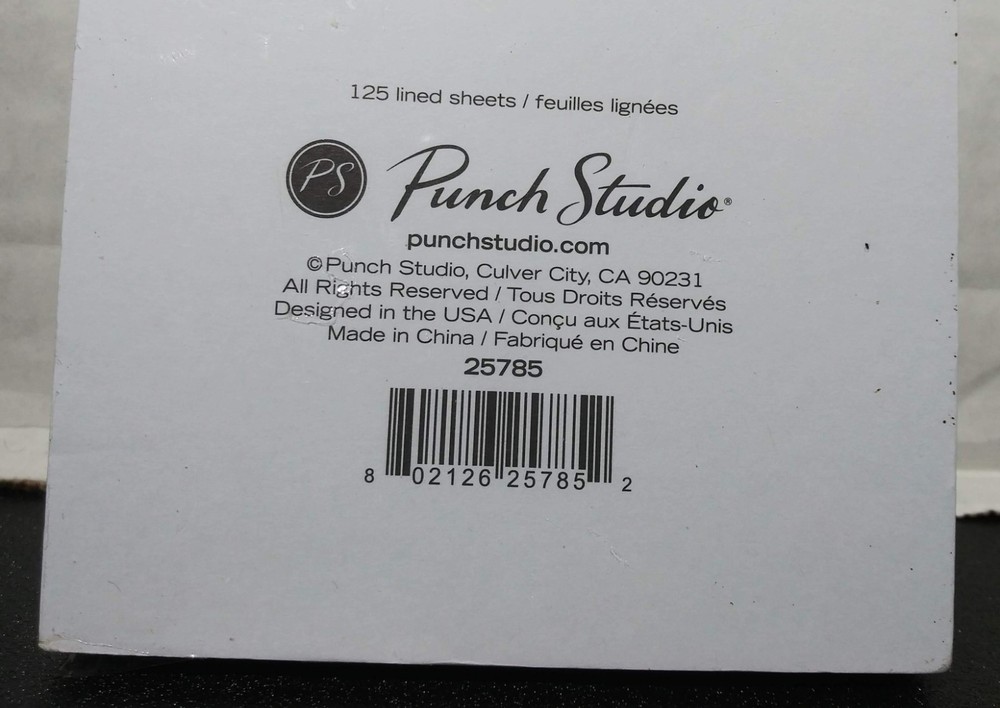 125 lined sheets / feuilles lignées
PS Punch Studio®
punchstudio.com
©Punch Studio, Culver City, CA 90231
All Rights Reserved / Tous Droits Réservés
Designed in the USA / Conçu aux États-Unis
Made in China / Fabriqué en Chine
25785
8 02126 25785 2